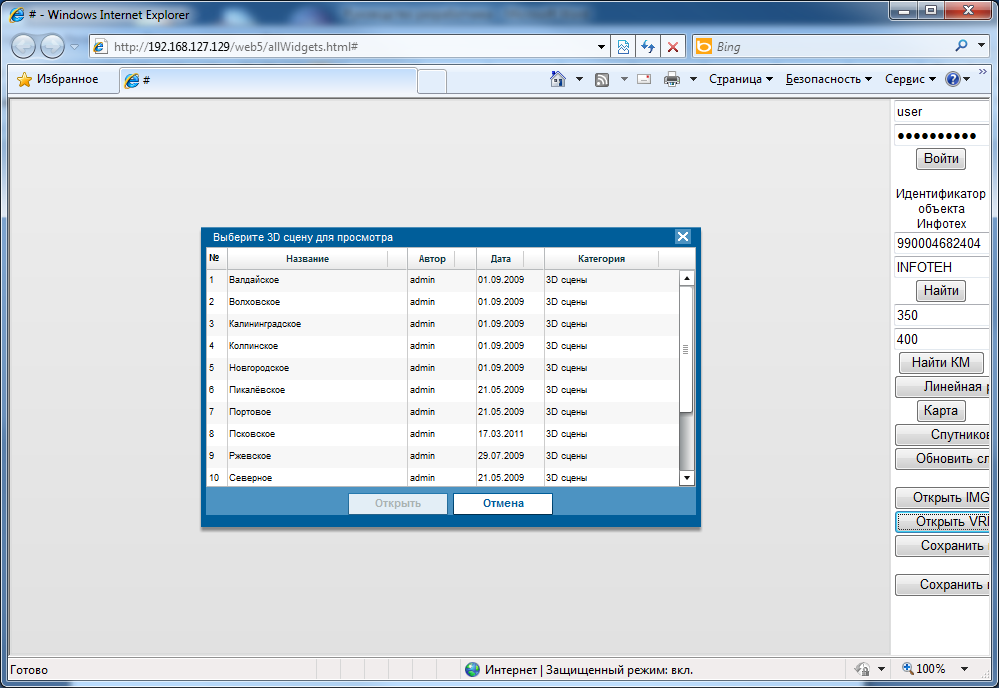 # - Windows Internet Explorer
http://192.168.127.129/web5/allWidgets.html#
Bing
Избранное
#
Страница
Безопасность
Сервис
user
Войти
Идентификатор
объекта
Инфотех
990004682404
INFOTEH
Найти
350
400
Найти КМ
Линейная
Карта
Спутников
Обновить сл
Открыть IMG
Открыть VRI
Сохранить
Сохранить
Выберите 3D сцену для просмотра
№ Название Автор Дата Категория
1 Валдайское admin 01.09.2009 3D сцены
2 Волховское admin 01.09.2009 3D сцены
3 Калининградское admin 01.09.2009 3D сцены
4 Колпинское admin 01.09.2009 3D сцены
5 Новгородское admin 01.09.2009 3D сцены
6 Пикалёвское admin 21.05.2009 3D сцены
7 Портовое admin 21.05.2009 3D сцены
8 Псковское admin 17.03.2011 3D сцены
9 Ржевское admin 29.07.2009 3D сцены
10 Северное admin 21.05.2009 3D сцены
Открыть Отмена
Готово
Интернет | Защищенный режим: вкл.
100%